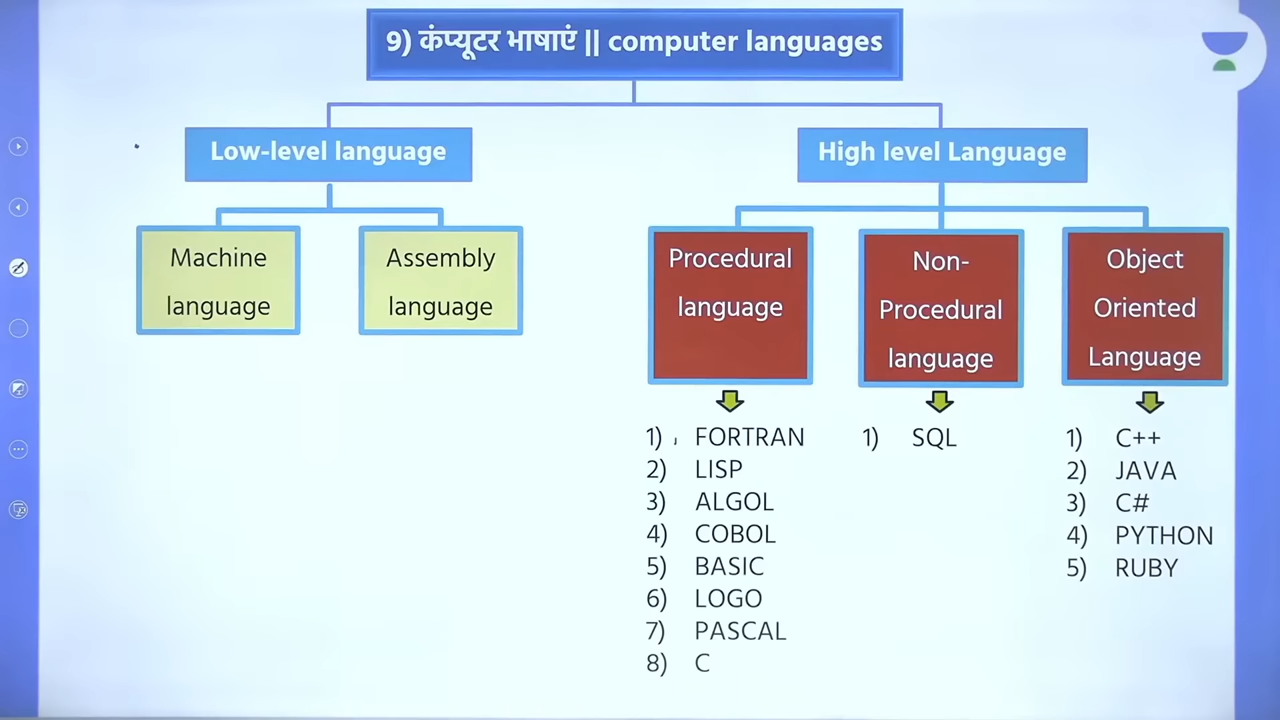 9) कंप्यूटर भाषाएं || computer languages
Low-level language
High level Language
Machine
language
Assembly
language
Procedural
language
Non-
Procedural
language
Object
Oriented
Language
1) FORTRAN
2) LISP
3) ALGOL
4) COBOL
5) BASIC
6) LOGO
7) PASCAL
8) C
1) SQL
1) C++
2) JAVA
3) C#
4) PYTHON
5) RUBY